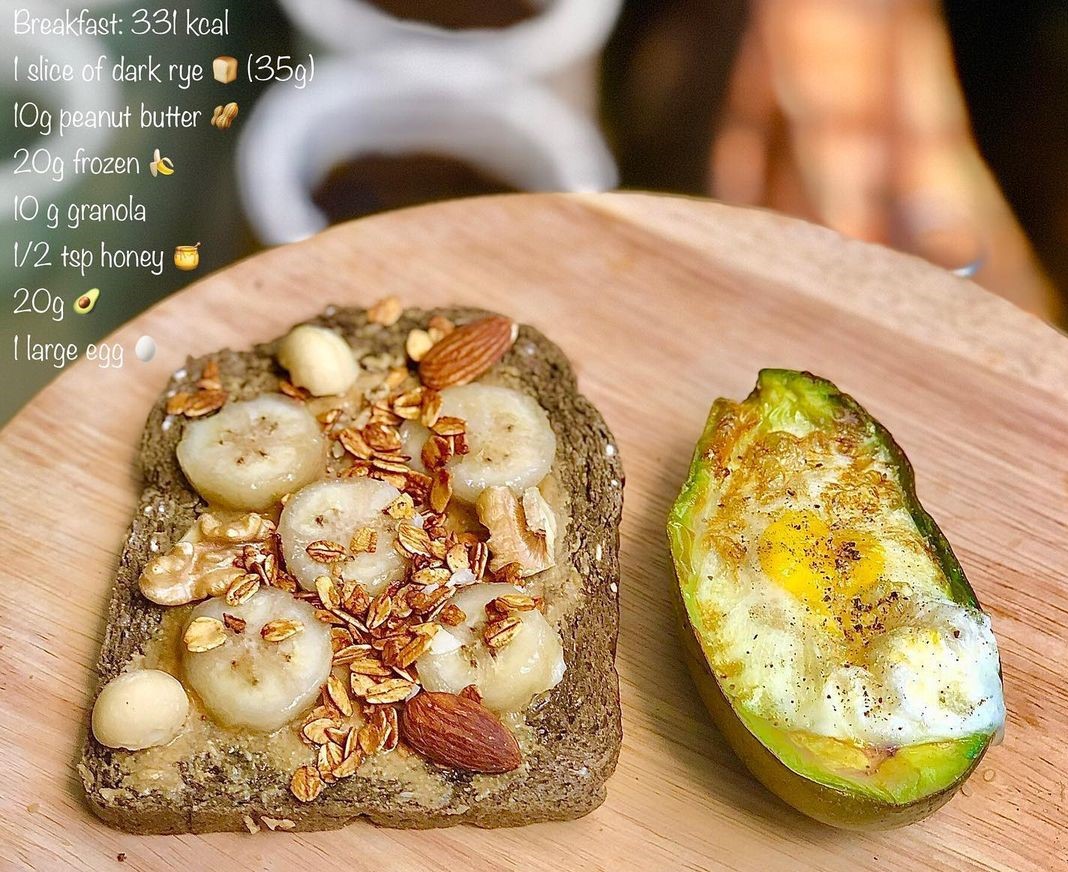 Breakfast: 331 kcal
1 slice of dark rye 🍞 (35g)
10g peanut butter 🥜
20g frozen 🍌
10 g granola
1/2 tsp honey 🍯
20g 🥑
1 large egg 🥚